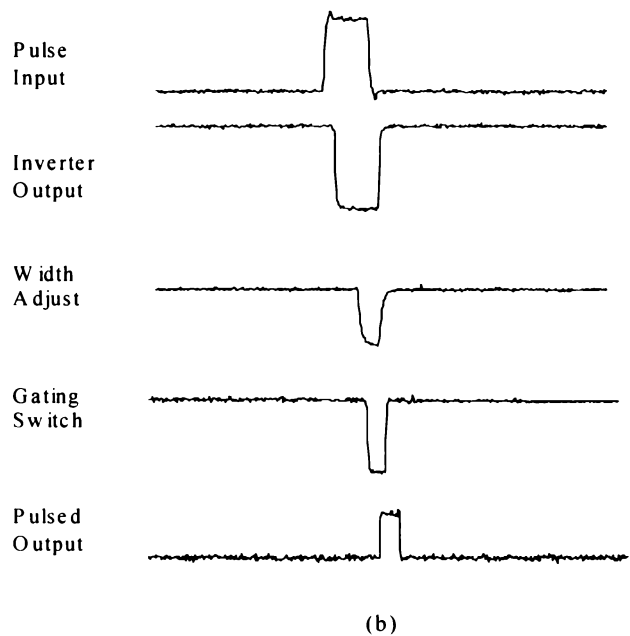 Pulse
Input
Inverter
Output
Width
Adjust
Gating
Switch
Pulsed
Output
(b)